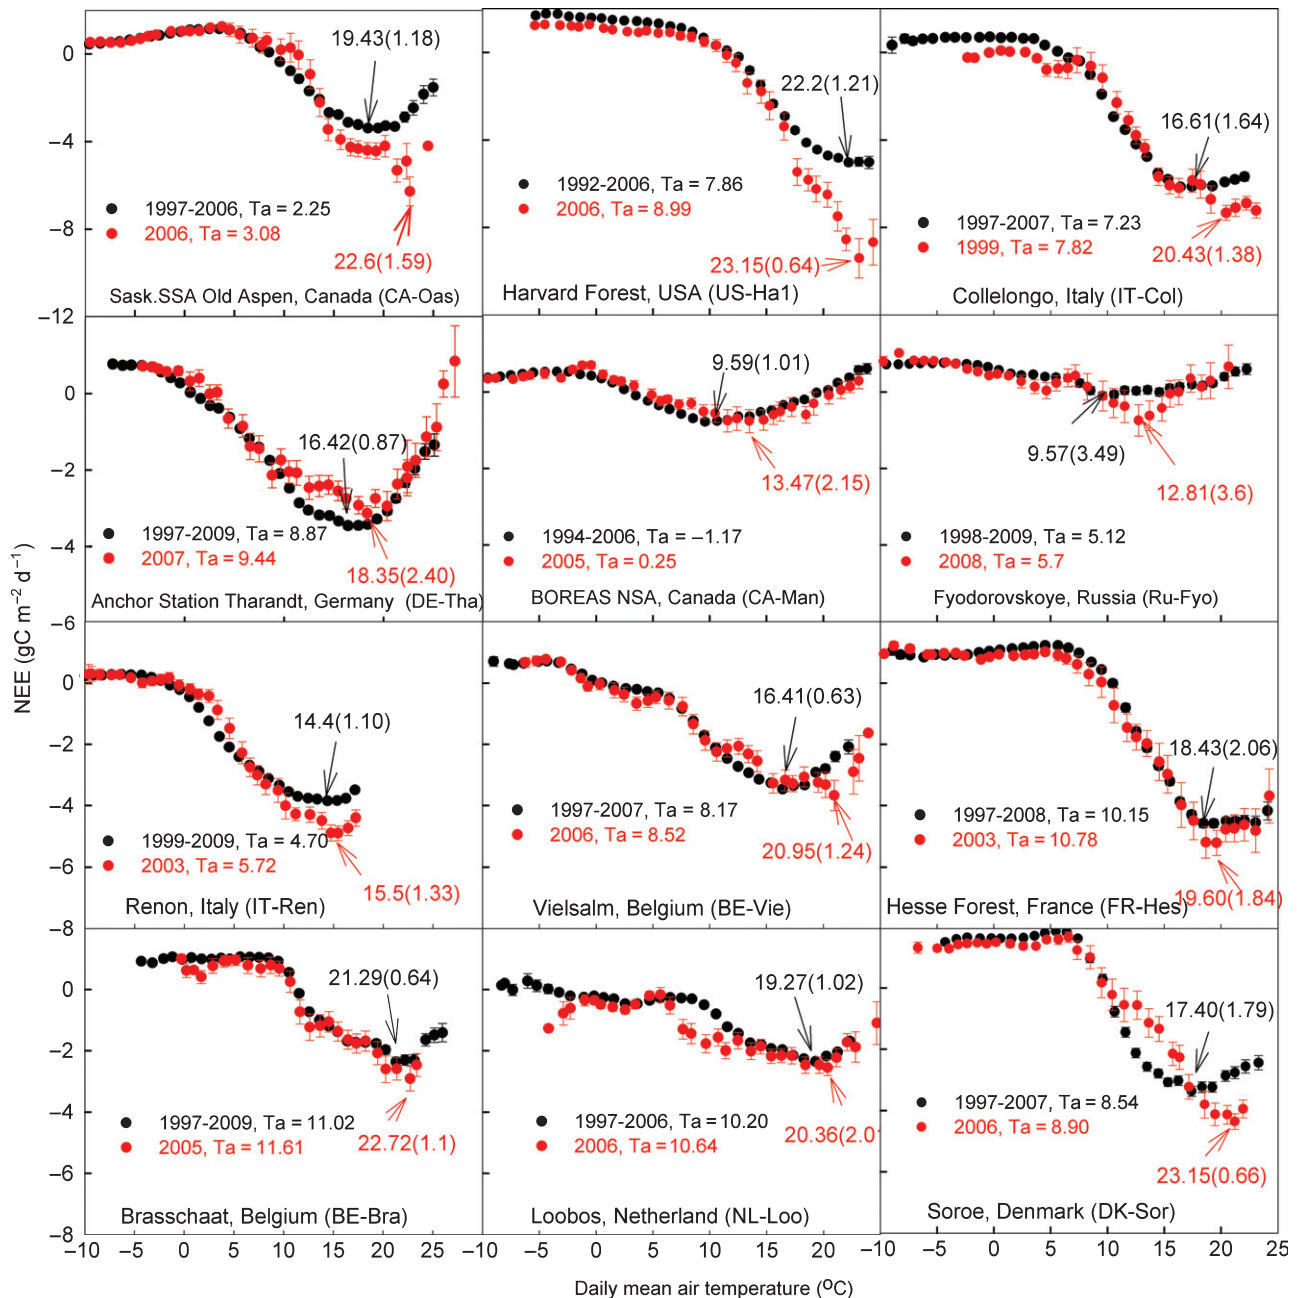 19.43(1.18)
1997-2006, Ta = 2.25
2006, Ta = 3.08
22.6(1.59)
Sask.SSA Old Aspen, Canada (CA-Oas)
22.2(1.21)
1992-2006, Ta = 7.86
2006, Ta = 8.99
23.15(0.64)
Harvard Forest, USA (US-Ha1)
16.61(1.64)
1997-2007, Ta = 7.23
1999, Ta = 7.82
20.43(1.38)
Collelongo, Italy (IT-Col)
0
−4
−8
−12
16.42(0.87)
1997-2009, Ta = 8.87
2007, Ta = 9.44
18.35(2.40)
Anchor Station Tharandt, Germany (DE-Tha)
9.59(1.01)
13.47(2.15)
1994-2006, Ta = −1.17
2005, Ta = 0.25
BOREAS NSA, Canada (CA-Man)
9.57(3.49)
12.81(3.6)
1998-2009, Ta = 5.12
2008, Ta = 5.7
Fyodorovskoye, Russia (Ru-Fyo)
0
−2
−4
−6
NEE (gC m−2 d−1)
14.4(1.10)
1999-2009, Ta = 4.70
2003, Ta = 5.72
15.5(1.33)
Renon, Italy (IT-Ren)
16.41(0.63)
1997-2007, Ta = 8.17
2006, Ta = 8.52
20.95(1.24)
Vielsalm, Belgium (BE-Vie)
18.43(2.06)
1997-2008, Ta = 10.15
2003, Ta = 10.78
19.60(1.84)
Hesse Forest, France (FR-Hes)
0
−2
−4
−6
−8
21.29(0.64)
1997-2009, Ta = 11.02
2005, Ta = 11.61
22.72(1.1)
Brasschaat, Belgium (BE-Bra)
19.27(1.02)
1997-2006, Ta = 10.20
2006, Ta = 10.64
20.36(2.0
Loobos, Netherland (NL-Loo)
17.40(1.79)
1997-2007, Ta = 8.54
2006, Ta = 8.90
23.15(0.66)
Soroe, Denmark (DK-Sor)
0
−2
−4
−6
−8
−10 −5 0 5 10 15 20 25
−10 −5 0 5 10 15 20
−10 −5 0 5 10 15 20 25
Daily mean air temperature (oC)